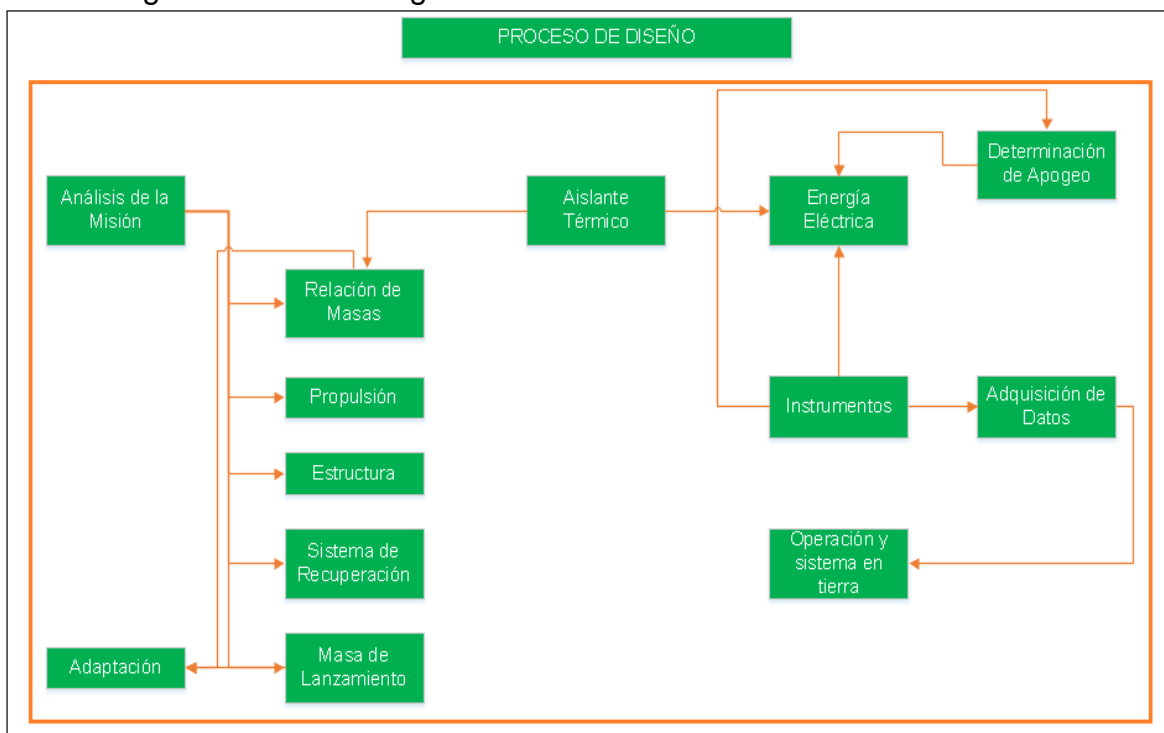 PROCESO DE DISEÑO
Determinación
de Apogeo
Análisis de la
Misión
Aislante
Térmico
Energía
Eléctrica
Relación de
Masas
Propulsión
Instrumentos
Adquisición de
Datos
Estructura
Sistema de
Recuperación
Operación y
sistema en
tierra
Adaptación
Masa de
Lanzamiento